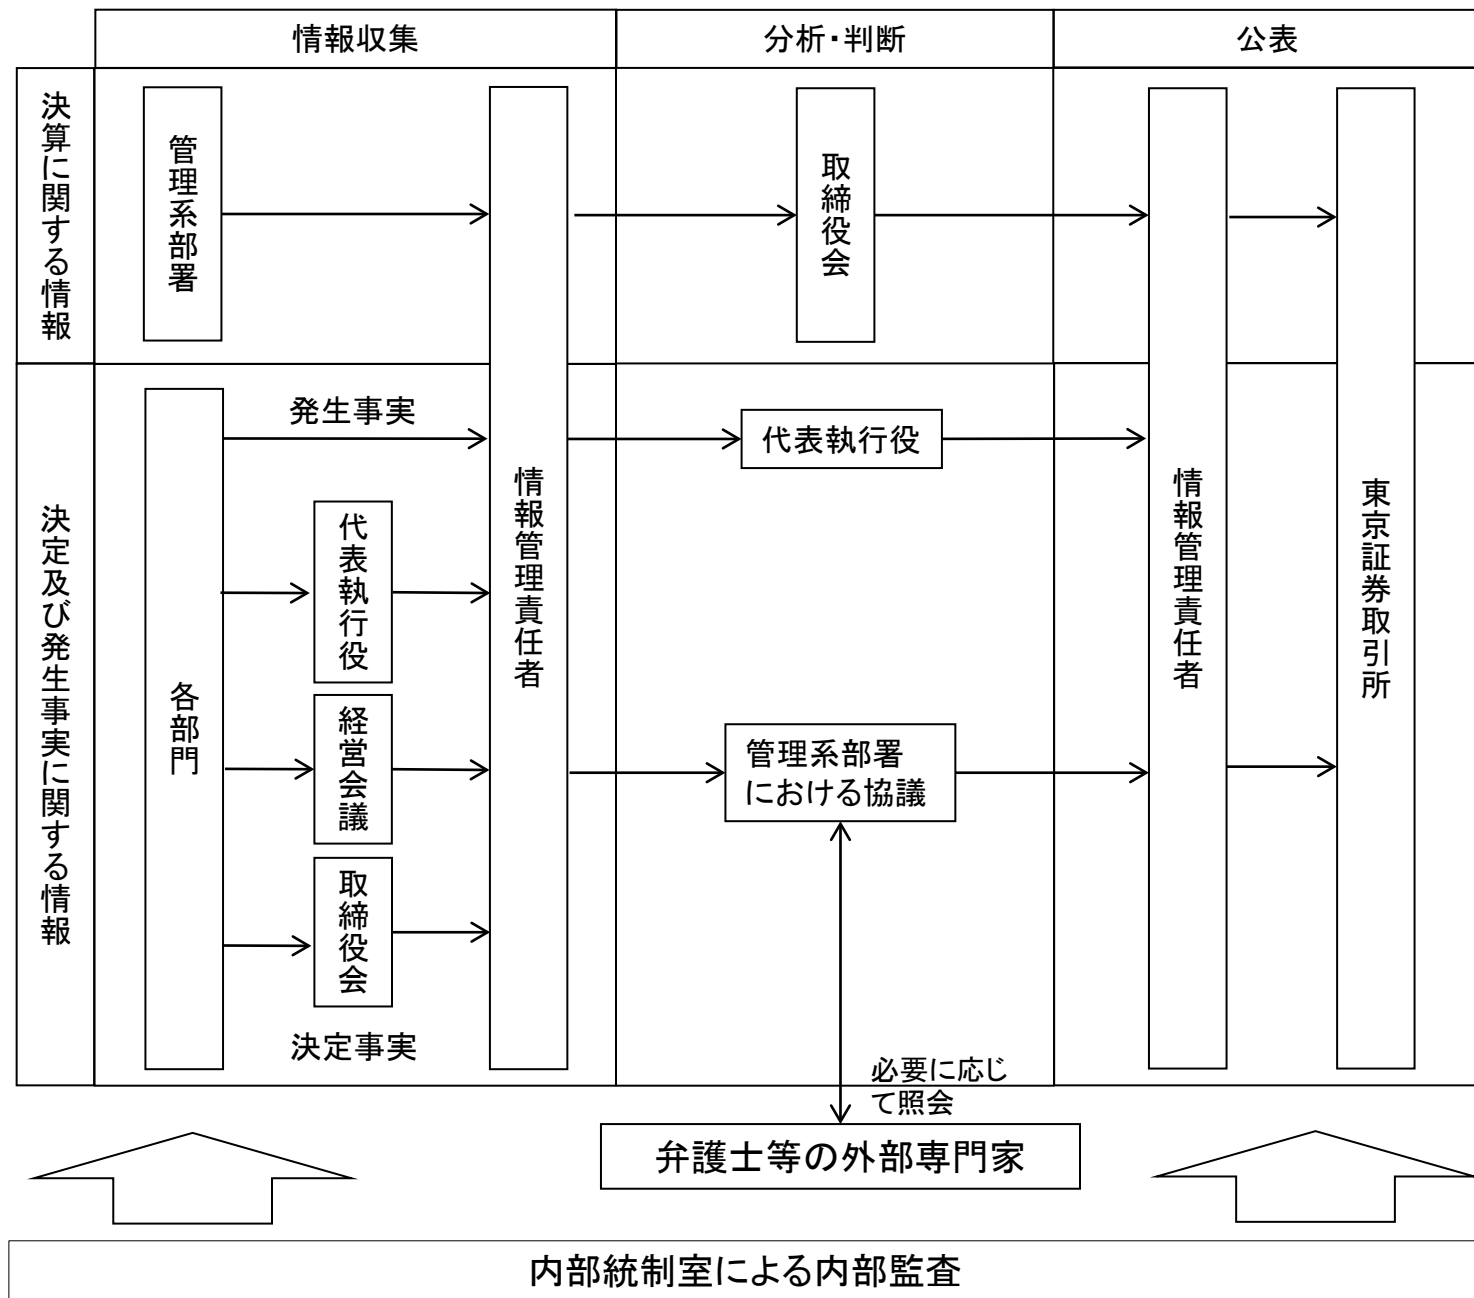 情報収集
分析・判断
公表
決算に関する情報
管理系部署
取締役会
決定及び発生事実に関する情報
各部門
発生事実
代表執行役
経営会議
取締役会
決定事実
情報管理責任者
代表執行役
管理系部署
における協議
情報管理責任者
東京証券取引所
必要に応じ
て照会
弁護士等の外部専門家
内部統制室による内部監査